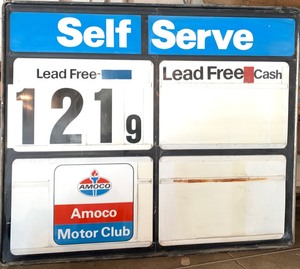 Self Serve
Lead Free
Lead Free Cash
121 9
AMOCO
Amoco
Motor Club